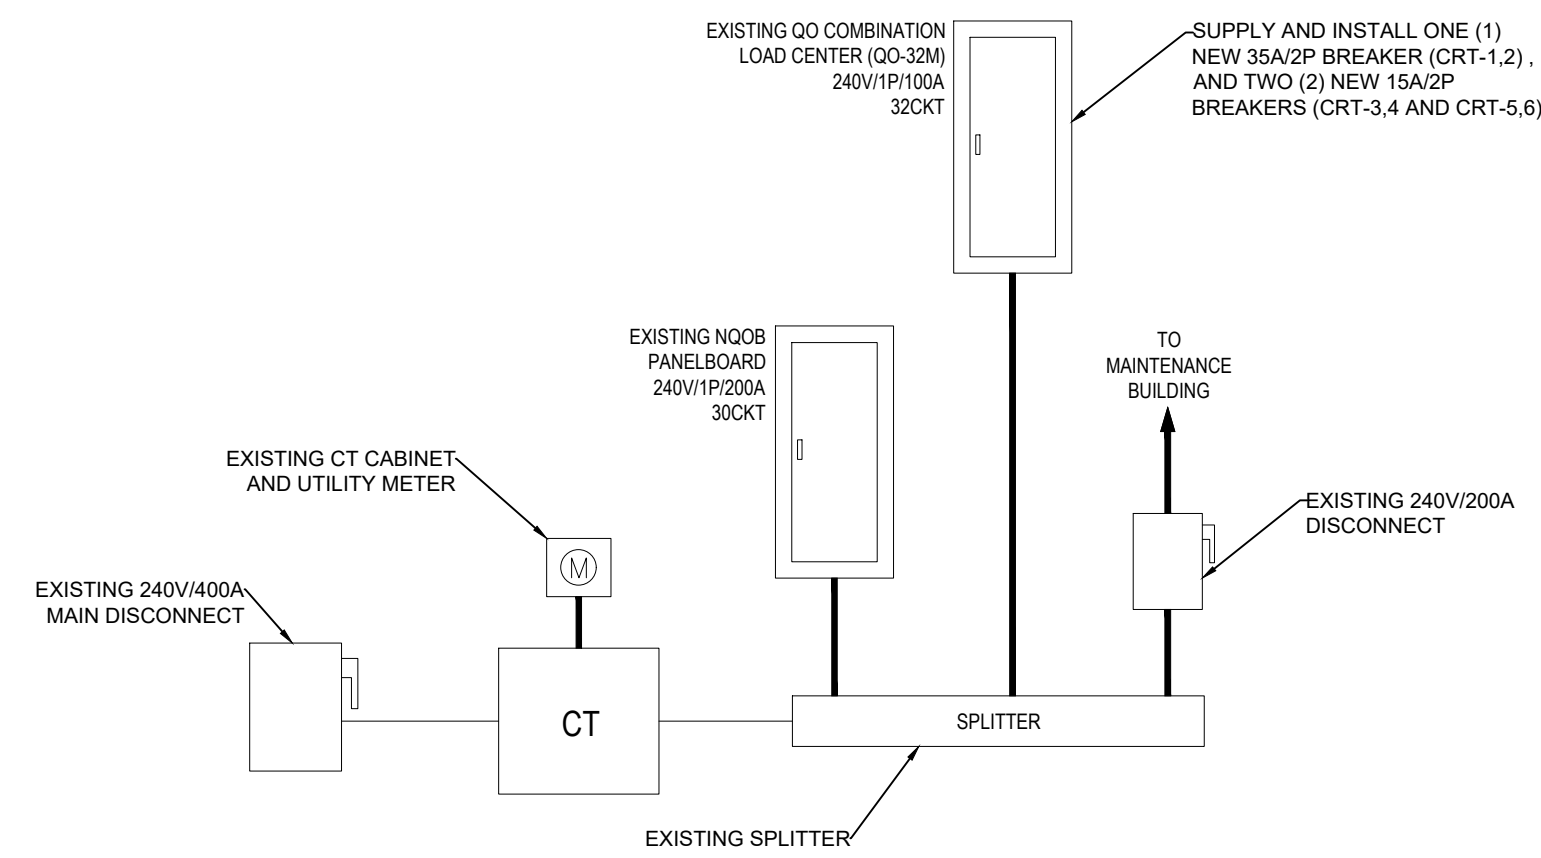 EXISTING QO COMBINATION
LOAD CENTER (QO-32M)
240V/1P/100A
32CKT
SUPPLY AND INSTALL ONE (1)
NEW 35A/2P BREAKER (CRT-1,2) ,
AND TWO (2) NEW 15A/2P
BREAKERS (CRT-3,4 AND CRT-5,6)
EXISTING NQOB
PANELBOARD
240V/1P/200A
30CKT
TO
MAINTENANCE
BUILDING
EXISTING CT CABINET
AND UTILITY METER
EXISTING 240V/200A
DISCONNECT
M
EXISTING 240V/400A
MAIN DISCONNECT
CT
SPLITTER
EXISTING SPLITTER